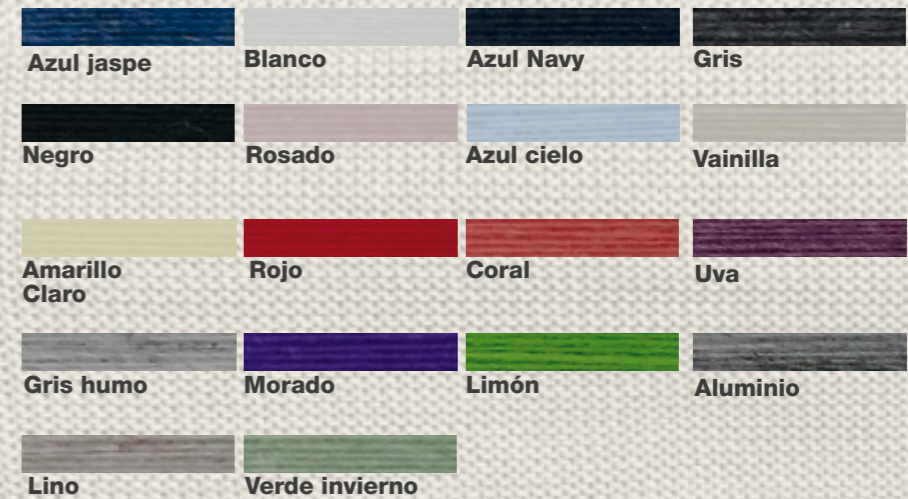 Azul jaspe
Blanco
Azul Navy
Gris
Negro
Rosado
Azul cielo
Vainilla
Amarillo
Claro
Rojo
Coral
Uva
Gris humo
Morado
Limón
Aluminio
Lino
Verde invierno